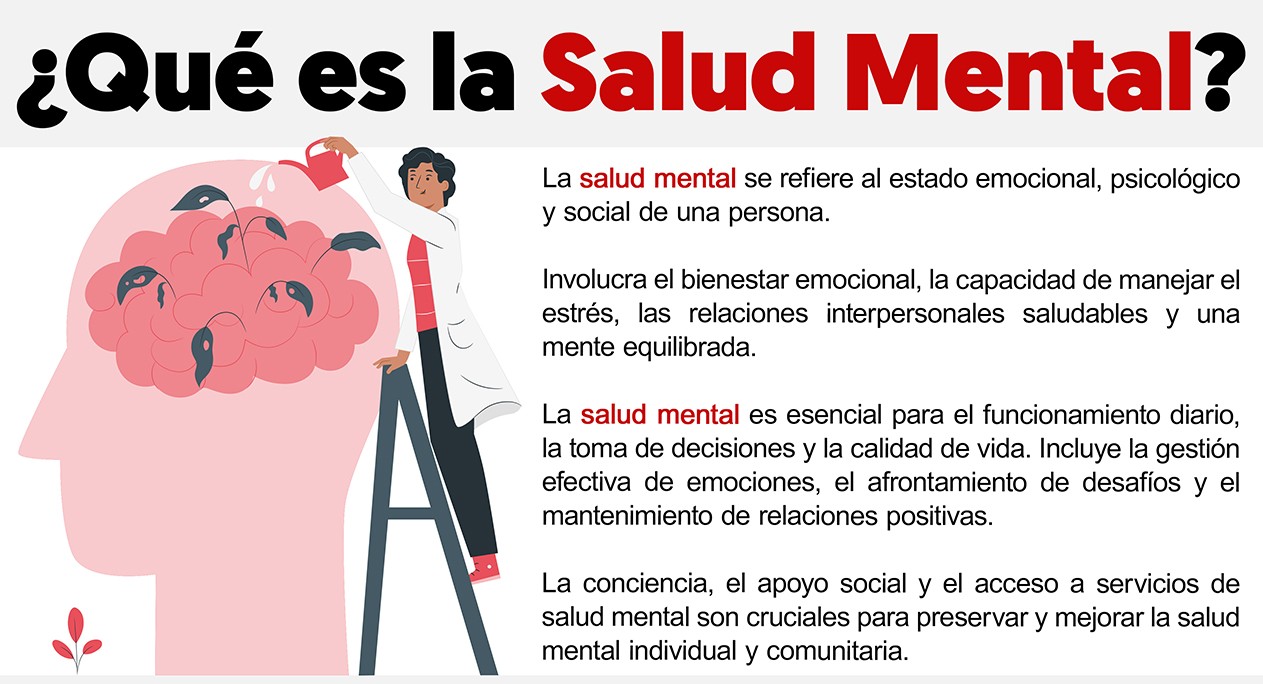 ¿Qué es la Salud Mental?
La salud mental se refiere al estado emocional, psicológico
y social de una persona.
Involucra el bienestar emocional, la capacidad de manejar el
estrés, las relaciones interpersonales saludables y una
mente equilibrada.
La salud mental es esencial para el funcionamiento diario,
la toma de decisiones y la calidad de vida. Incluye la gestión
efectiva de emociones, el afrontamiento de desafíos y el
mantenimiento de relaciones positivas.
La conciencia, el apoyo social y el acceso a servicios de
salud mental son cruciales para preservar y mejorar la salud
mental individual y comunitaria.